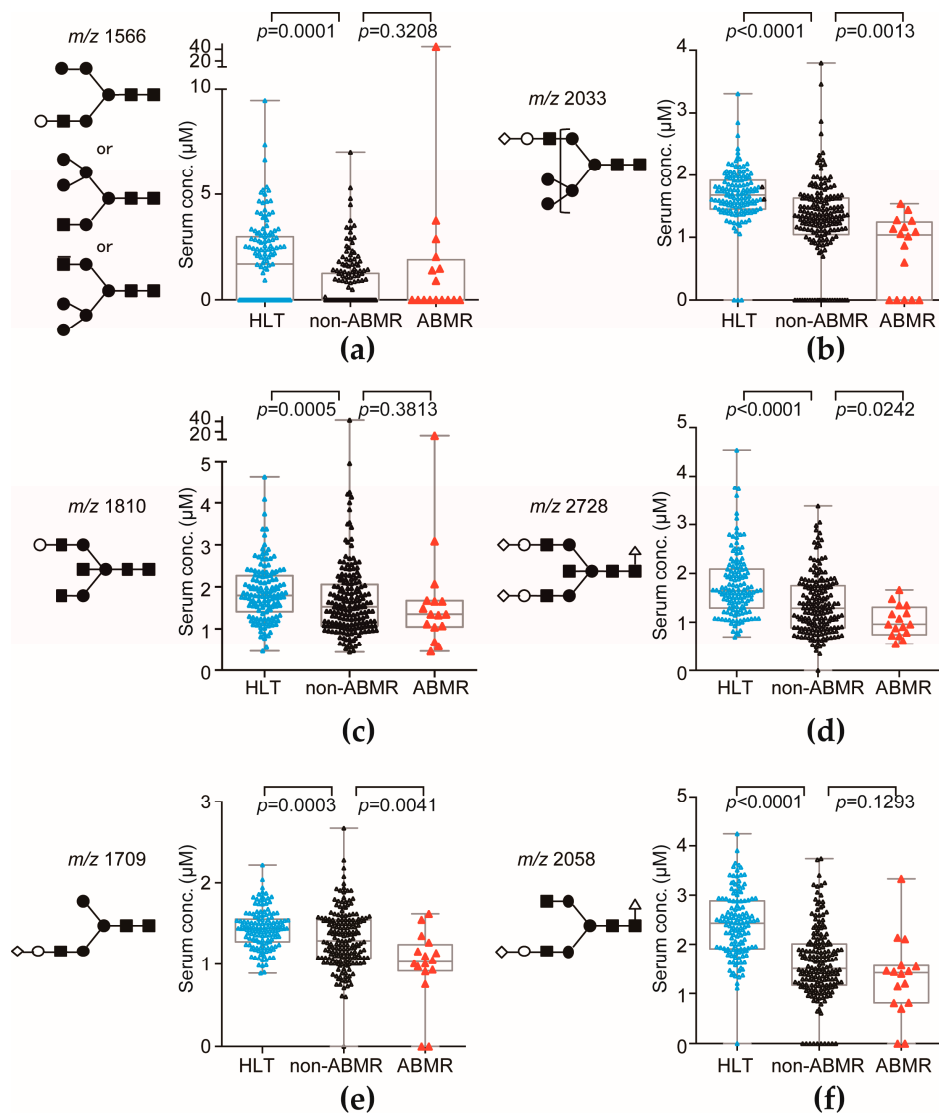 m/z 1566
or
or
p=0.0001 p=0.3208
Serum conc. (µM)
40
20
10
5
0
HLT non-ABMR ABMR
(a)
m/z 2033
p<0.0001 p=0.0013
Serum conc. (µM)
4
3
2
1
0
HLT non-ABMR ABMR
(b)
m/z 1810
p=0.0005 p=0.3813
Serum conc. (µM)
40
20
5
4
3
2
1
0
HLT non-ABMR ABMR
(c)
m/z 2728
p<0.0001 p=0.0242
Serum conc. (µM)
5
4
3
2
1
0
HLT non-ABMR ABMR
(d)
m/z 1709
p=0.0003 p=0.0041
Serum conc. (µM)
3
2
1
0
HLT non-ABMR ABMR
(e)
m/z 2058
p<0.0001 p=0.1293
Serum conc. (µM)
5
4
3
2
1
0
HLT non-ABMR ABMR
(f)